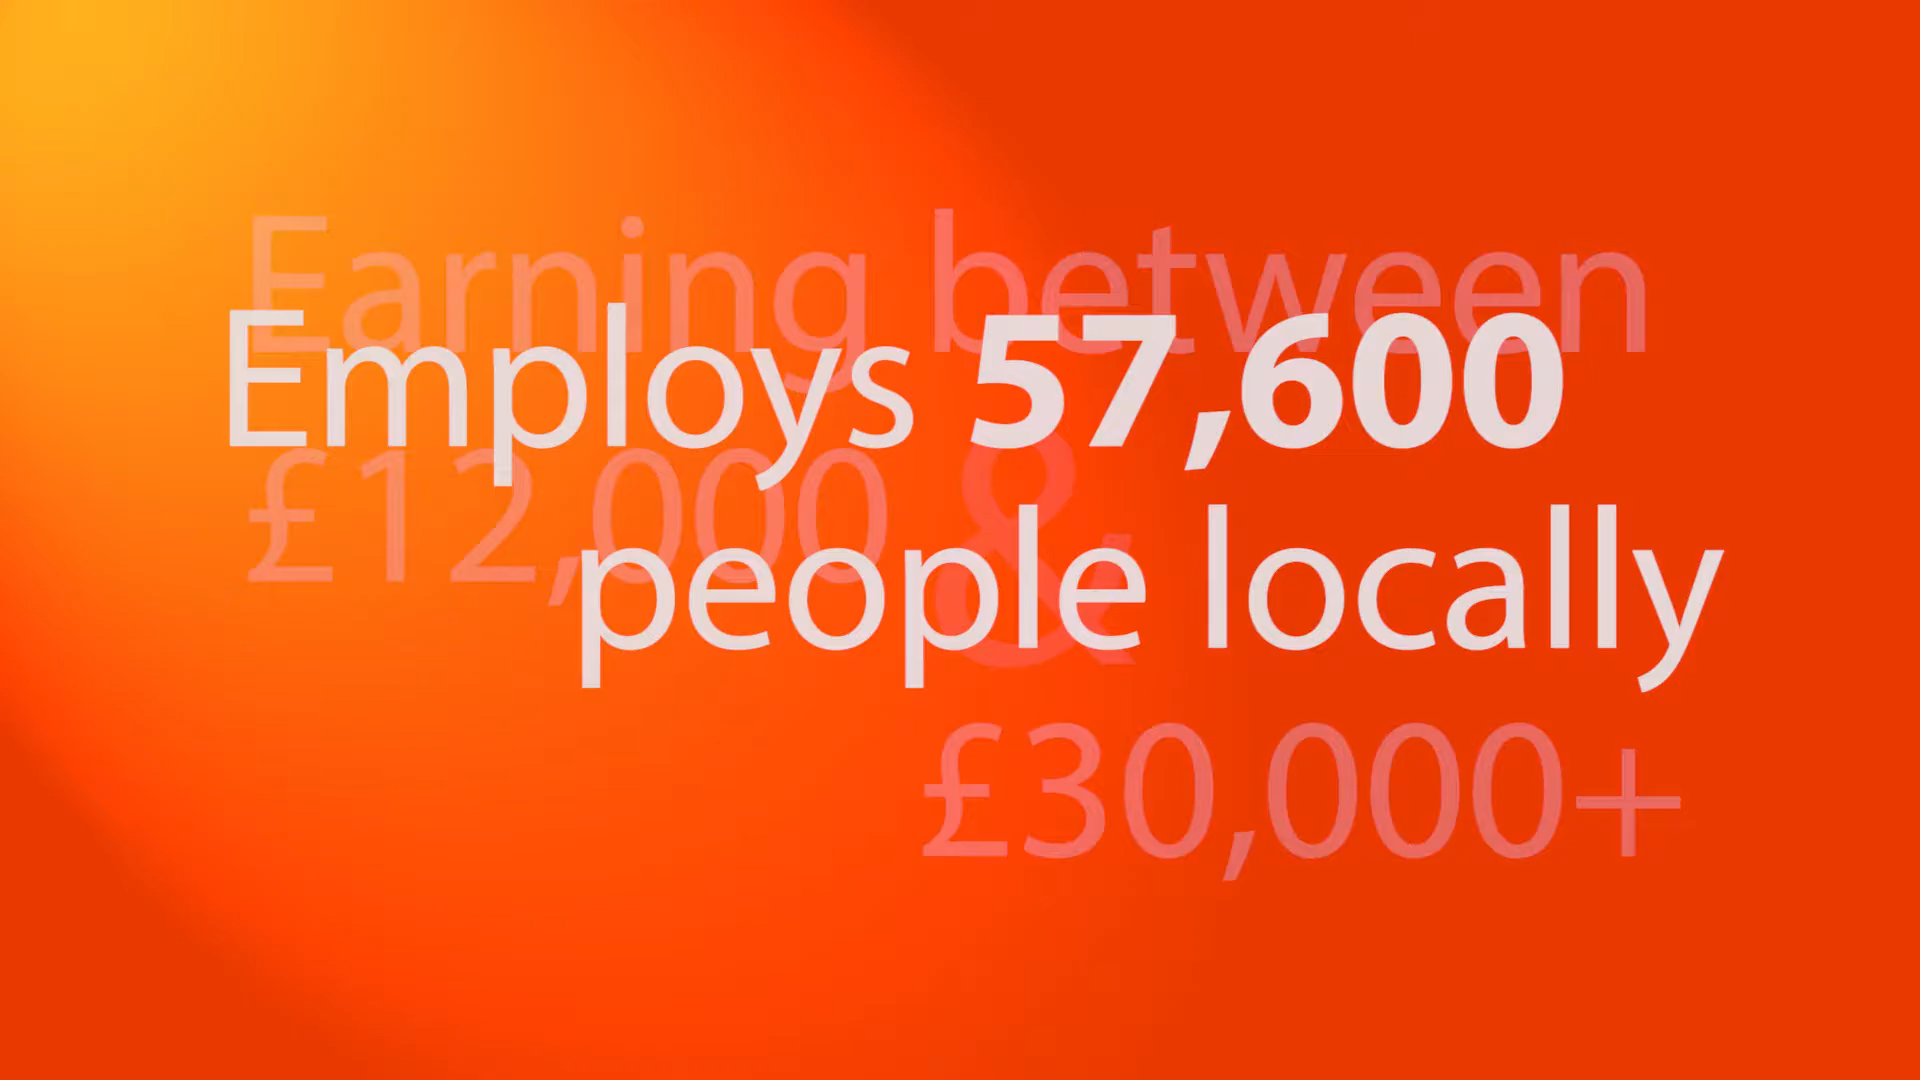 Earning between
Employs 57,600
£12,000 &
people locally
£30,000+